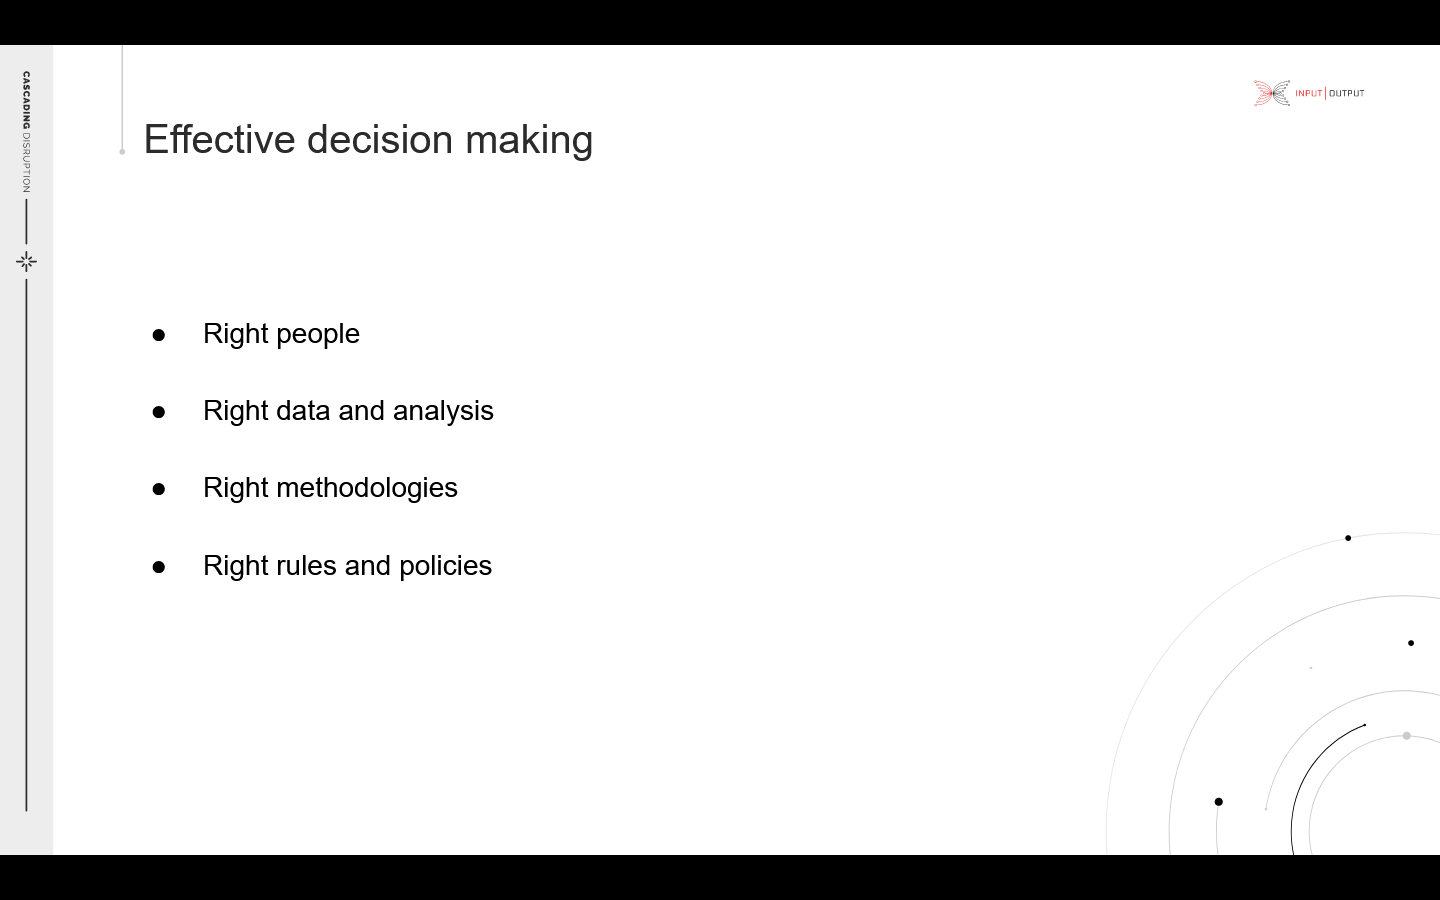 CASCADING DISRUPTION
INPUT | OUTPUT
Effective decision making
● Right people
● Right data and analysis
● Right methodologies
● Right rules and policies